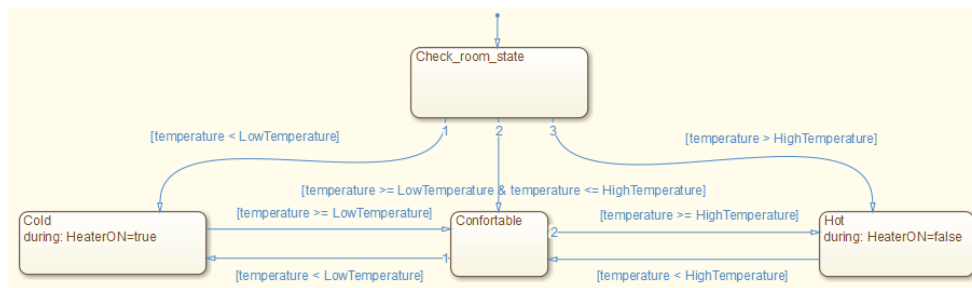 Check_room_state
1 2 3
[temperature < LowTemperature]
[temperature > HighTemperature]
[temperature >= LowTemperature & temperature <= HighTemperature]
Cold
during: HeaterON=true
[temperature >= LowTemperature]
Confortable
[temperature >= HighTemperature]
Hot
during: HeaterON=false
2
1
[temperature < LowTemperature]
[temperature < HighTemperature]